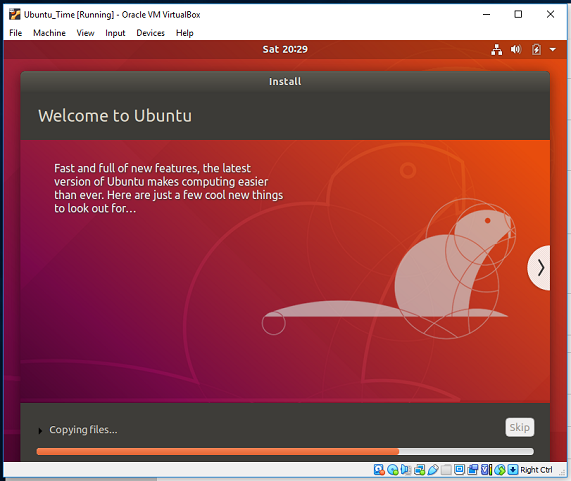 Ubuntu_Time [Running] - Oracle VM VirtualBox
File Machine View Input Devices Help
Sat 20:29
Install
Welcome to Ubuntu
Fast and full of new features, the latest
version of Ubuntu makes computing easier
than ever. Here are just a few cool new things
to look out for...
Copying files...
Skip
Right Ctrl